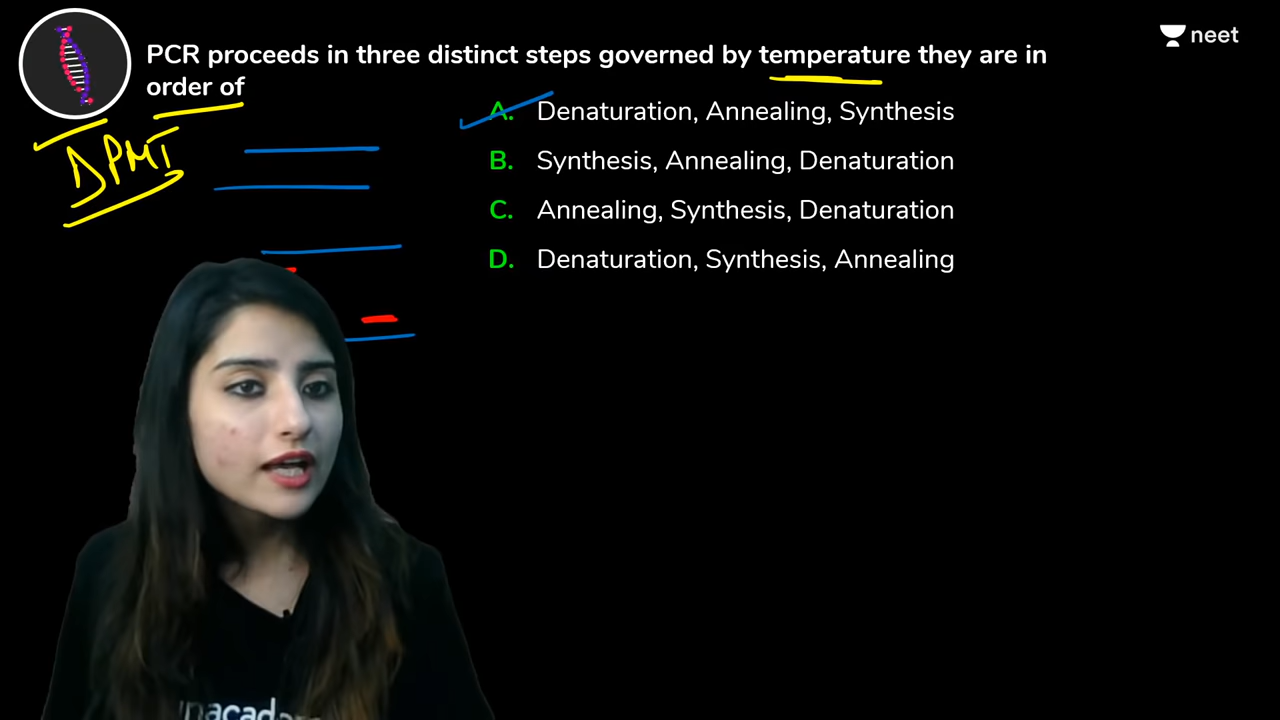 PCR proceeds in three distinct steps governed by temperature they are in
order of
neet
DPMT
A. Denaturation, Annealing, Synthesis
B. Synthesis, Annealing, Denaturation
C. Annealing, Synthesis, Denaturation
D. Denaturation, Synthesis, Annealing